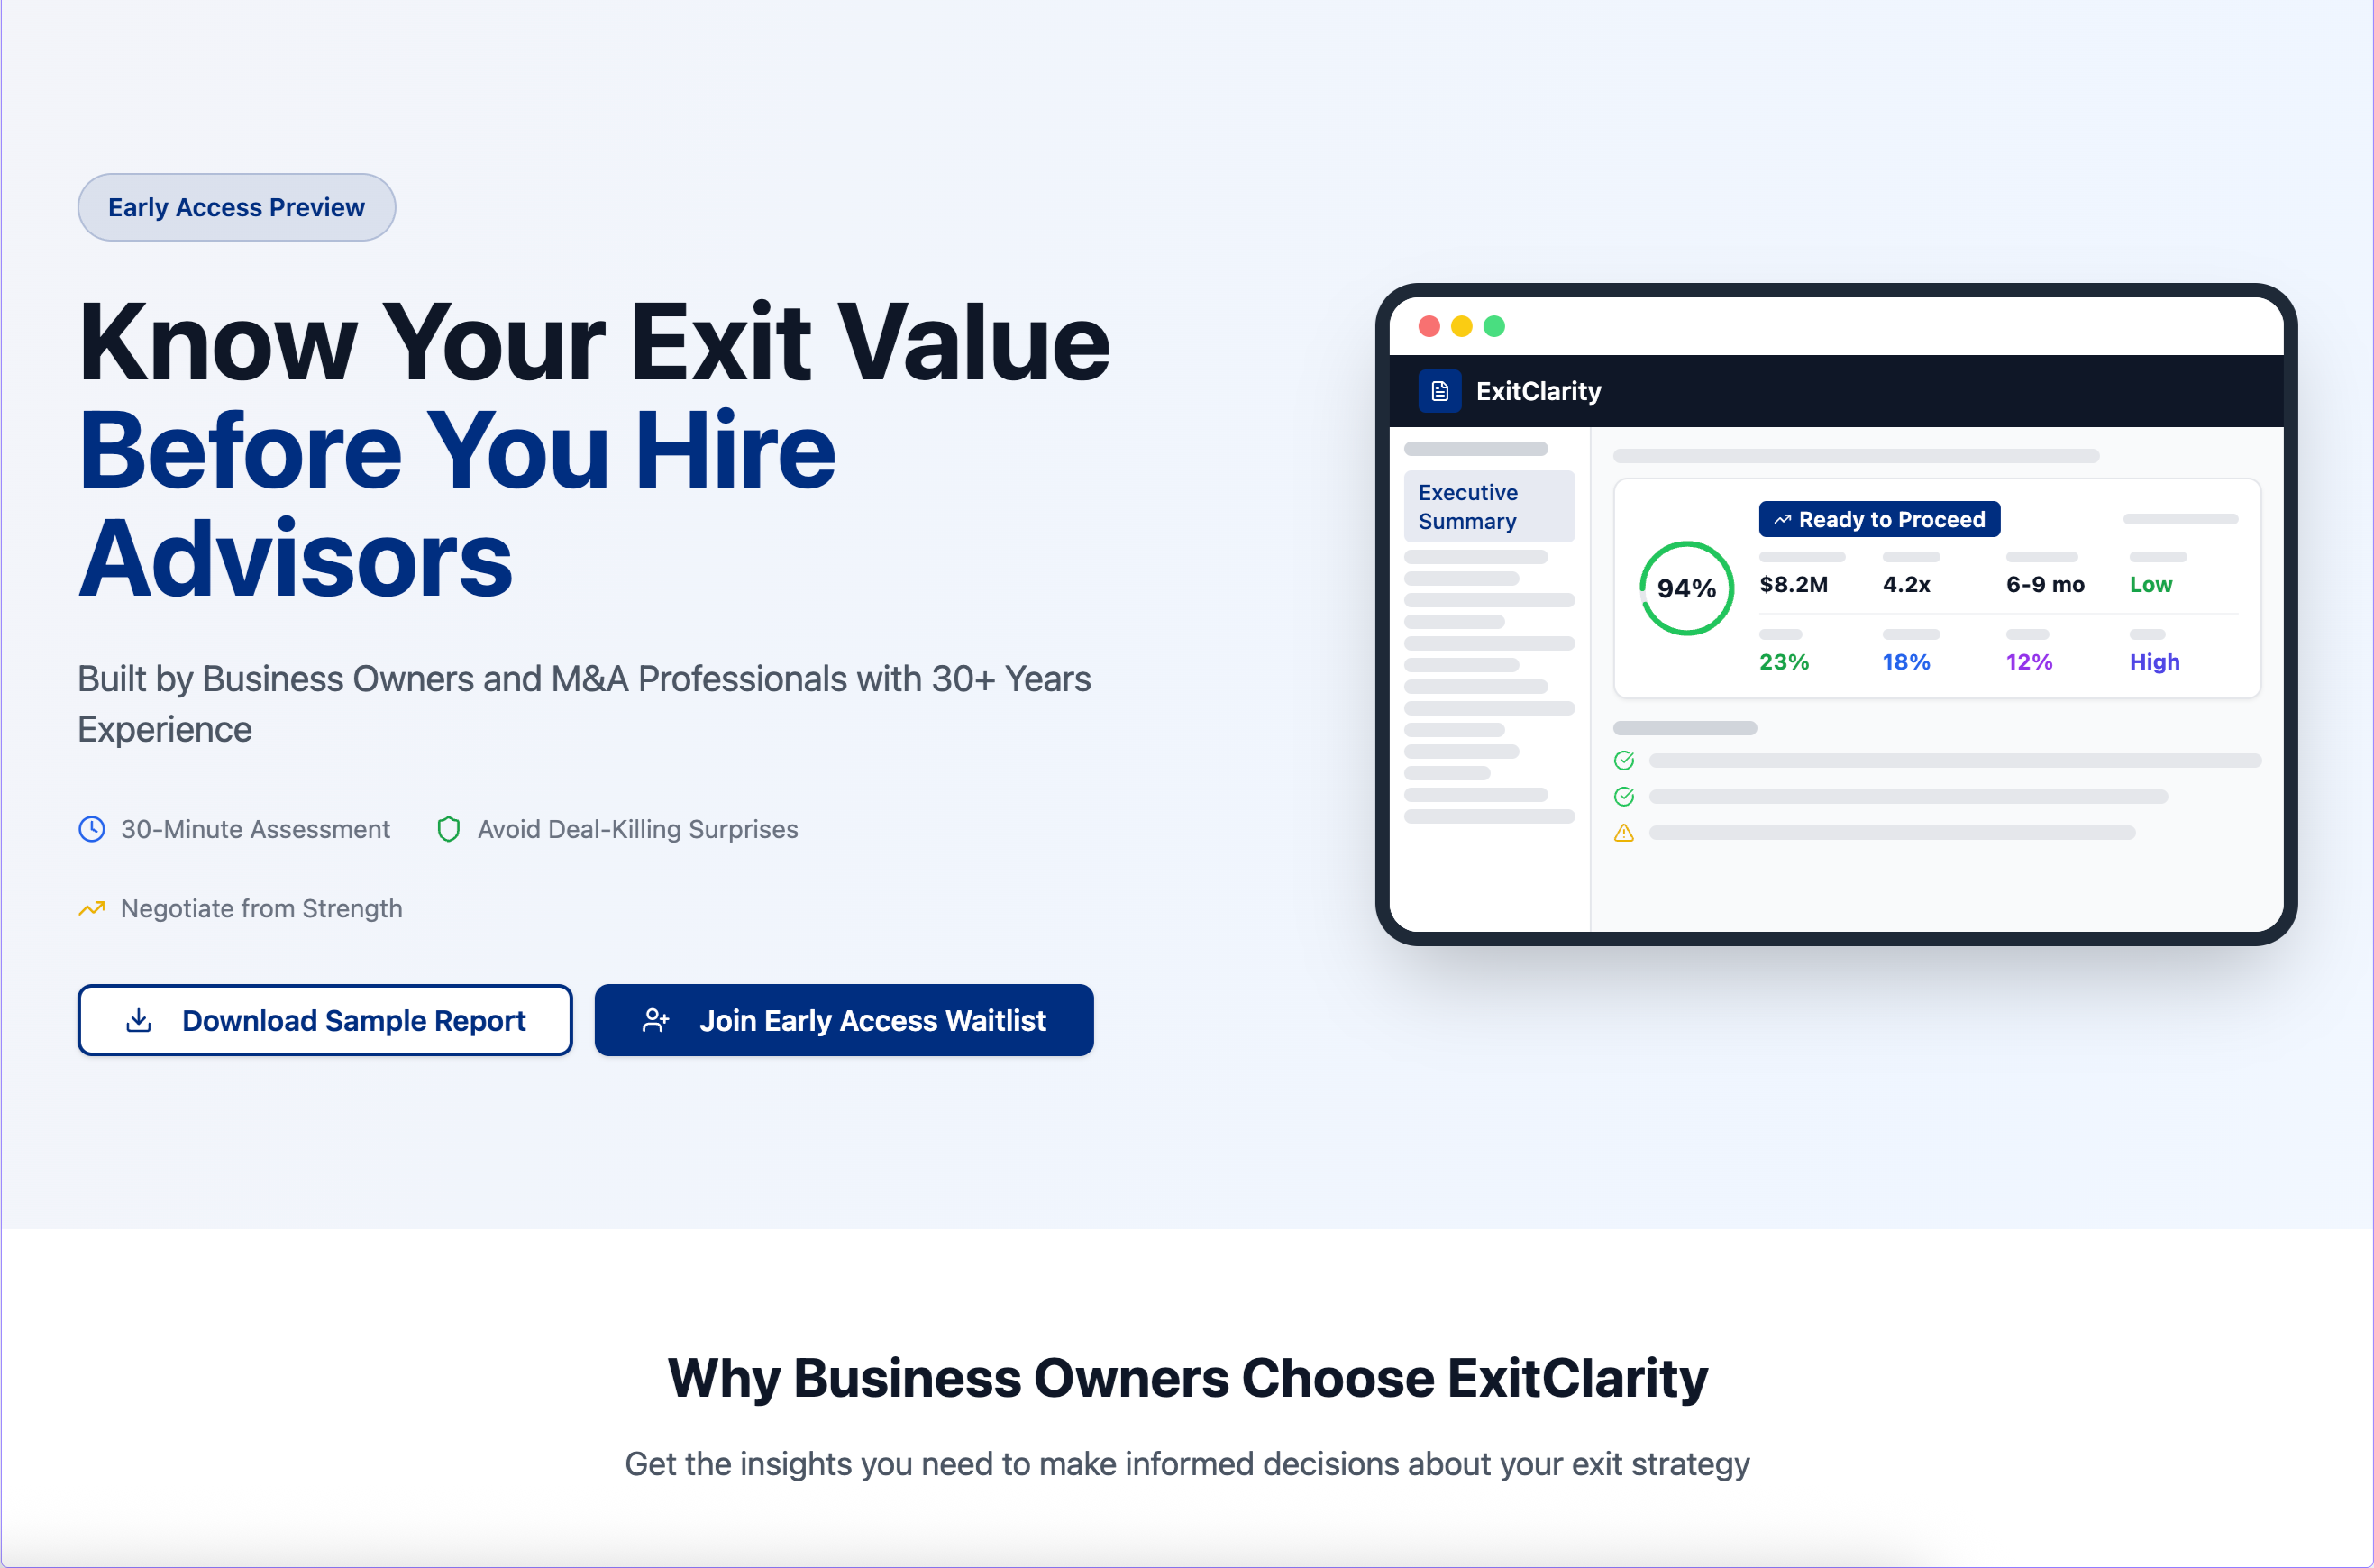 Early Access Preview
Know Your Exit Value
Before You Hire
Advisors
Built by Business Owners and M&A Professionals with 30+ Years
Experience
30-Minute Assessment
Avoid Deal-Killing Surprises
Negotiate from Strength
Download Sample Report
Join Early Access Waitlist
ExitClarity
Executive
Summary
Ready to Proceed
94%
$8.2M
4.2x
6-9 mo
Low
23%
18%
12%
High
Why Business Owners Choose ExitClarity
Get the insights you need to make informed decisions about your exit strategy